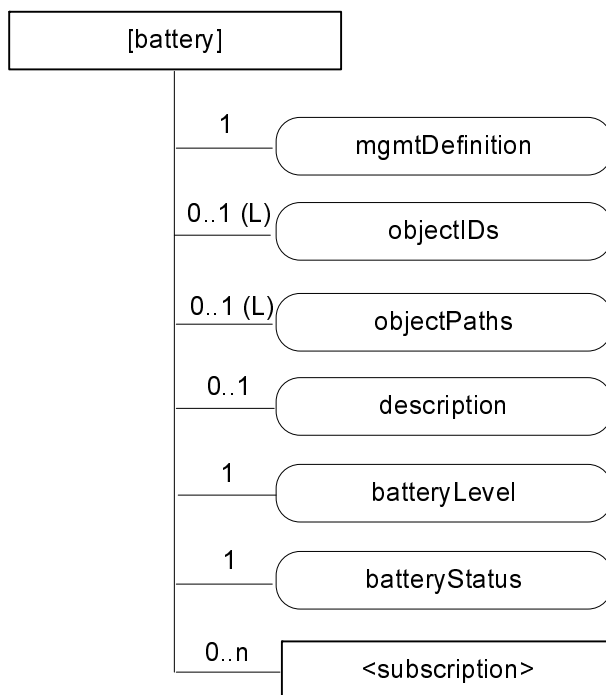 [battery]
1
mgmtDefinition
0..1 (L)
objectIDs
0..1 (L)
objectPaths
0..1
description
1
batteryLevel
1
batteryStatus
0..n
<subscription>